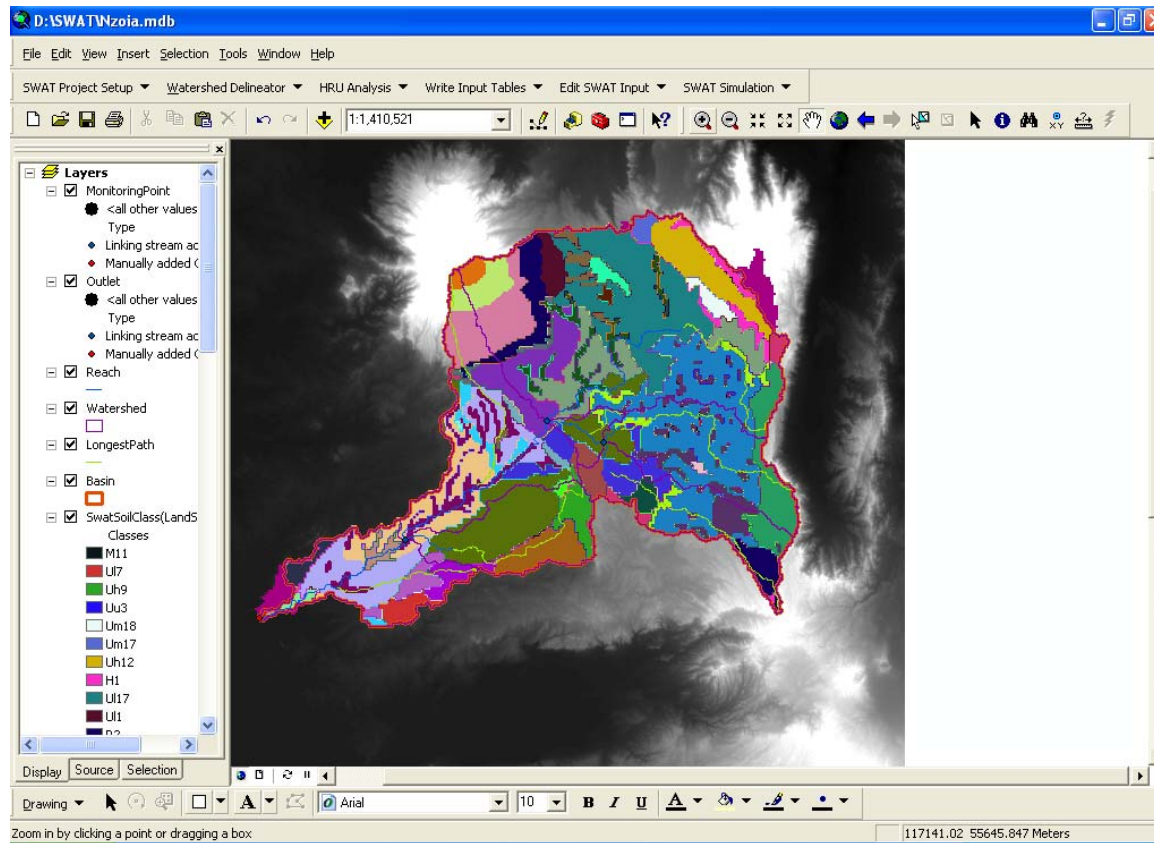 D:\SWAT\Nzoia.mdb
File Edit View Insert Selection Tools Window Help
SWAT Project Setup Watershed Delineator HRU Analysis Write Input Tables Edit SWAT Input SWAT Simulation
1:1,410,521
Layers
MonitoringPoint
<all other values
Type
Linking stream ac
Manually added (
Outlet
<all other values
Type
Linking stream ac
Manually added (
Reach
Watershed
LongestPath
Basin
SwatSoilClass(LandS
Classes
M11
Ul7
Uh9
Uu3
Um18
Um17
Uh12
H1
Ul17
Ul1
Display Source Selection
Drawing A Arial 10 B I U A
Zoom in by clicking a point or dragging a box
117141.02 55645.847 Meters